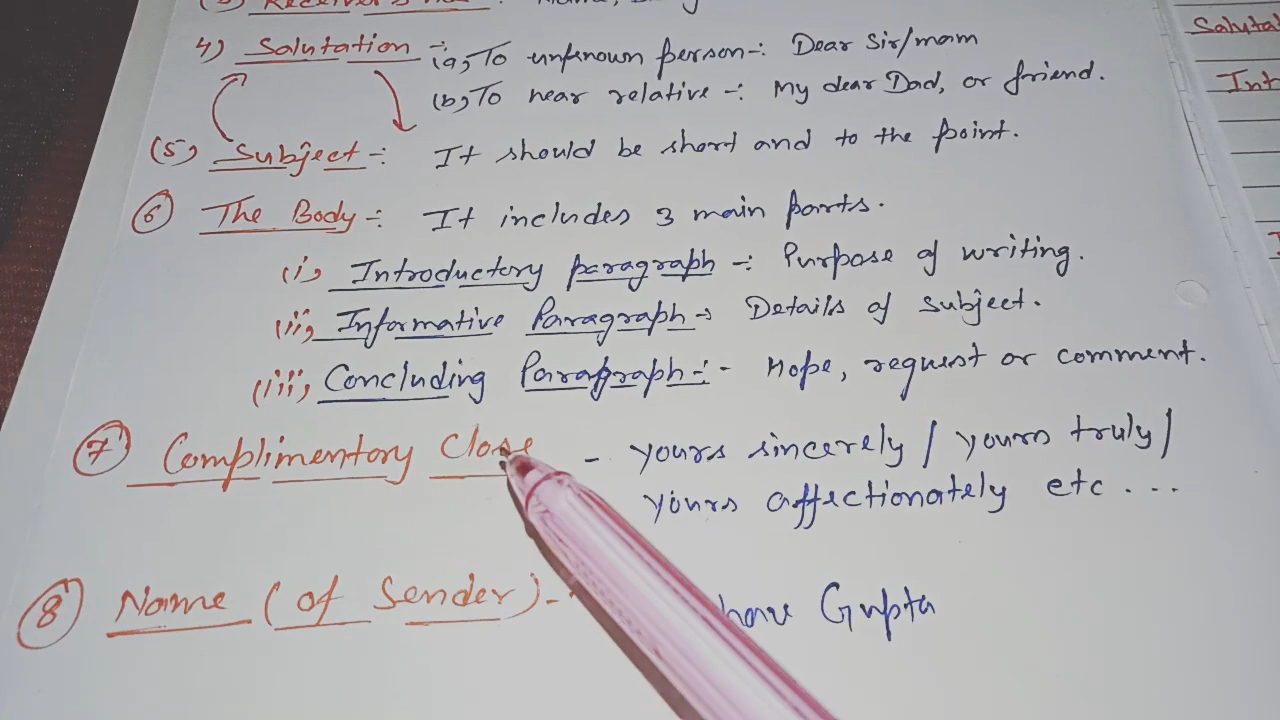 4) Salutation -: (a) To unknown person -: Dear Sir/mam
(b) To near relative -: My dear Dad, or friend.
(5) Subject -: It should be short and to the point.
6 The Body -: It includes 3 main parts.
(i) Introductory paragraph -: Purpose of writing.
(ii) Informative Paragraph -> Details of subject.
(iii) Concluding Paragraph -: - Hope, request or comment.
7 Complimentory Close - yours sincerely / yours truly /
yours affectionately etc ....
8 Name (of Sender) - Gupta